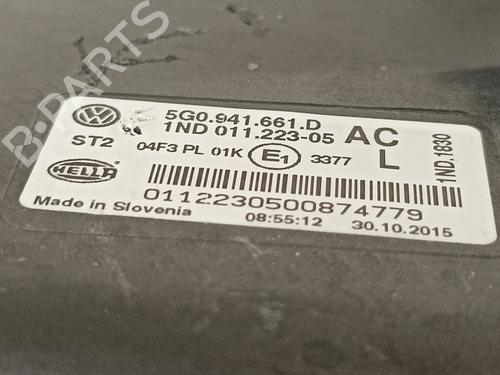 B-PARTS
5G0.941.661.D
1ND 011.223-05
AC
L
1ND.1830
ST2
04F3 PL 01K
E1
3377
HELLA
0112230500874779
Made in Slovenia
08:55:12
30.10.2015